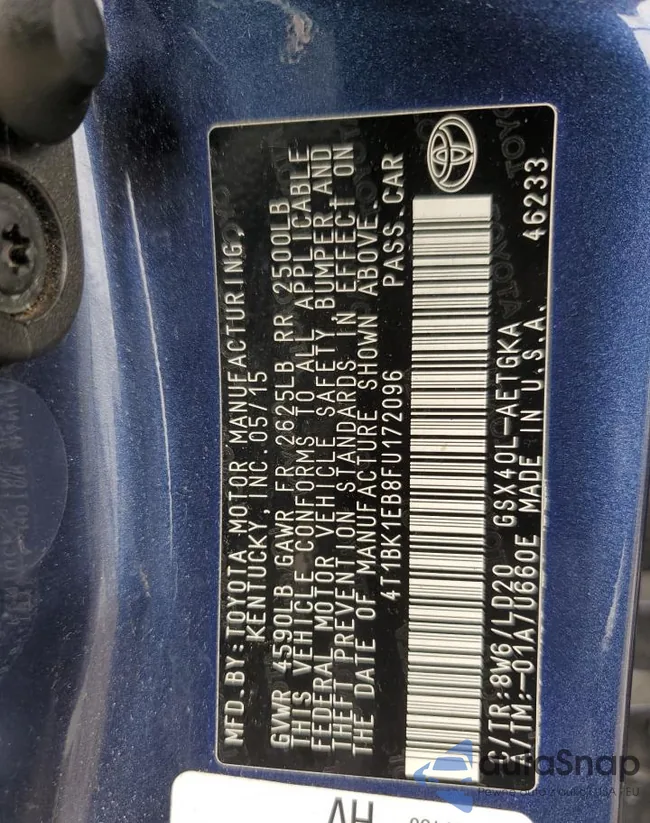 MFD. BY: TOYOTA MOTOR MANUFACTURING,
KENTUCKY, INC. 05/15
GVWR 4590LB GAWR FR 2625LB RR 2500LB
THIS VEHICLE CONFORMS TO ALL APPLICABLE
FEDERAL MOTOR VEHICLE SAFETY, BUMPER, AND
THEFT PREVENTION STANDARDS IN EFFECT ON
THE DATE OF MANUFACTURE SHOWN ABOVE.
4T1BK1EB8FU172096 PASS. CAR
C/TR: 8W6/LD20 GSX40L-AETGKA
A/TM: -01A/U660E MADE IN U.S.A.
46233
AH
auraSnap